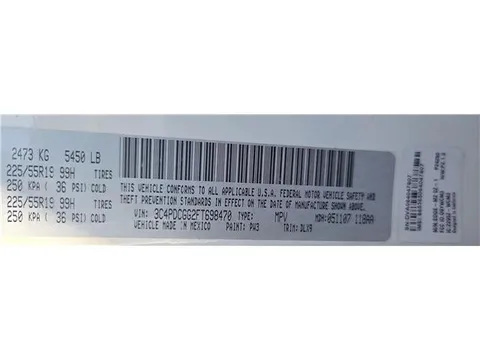 2473 KG 5450 LB
225/55R19 99H TIRES
250 KPA ( 36 PSI) COLD
225/55R19 99H TIRES
250 KPA ( 36 PSI) COLD
THIS VEHICLE CONFORMS TO ALL APPLICABLE U.S.A. FEDERAL MOTOR VEHICLE SAFETY AND
THEFT PREVENTION STANDARDS IN EFFECT ON THE DATE OF MANUFACTURE SHOWN ABOVE
VIN: 3C4PDCGG2FT698470 TYPE: MPV MDH: 051107 110AA
VEHICLE MADE IN MEXICO PAINT: PW3 TRIM: DLX9